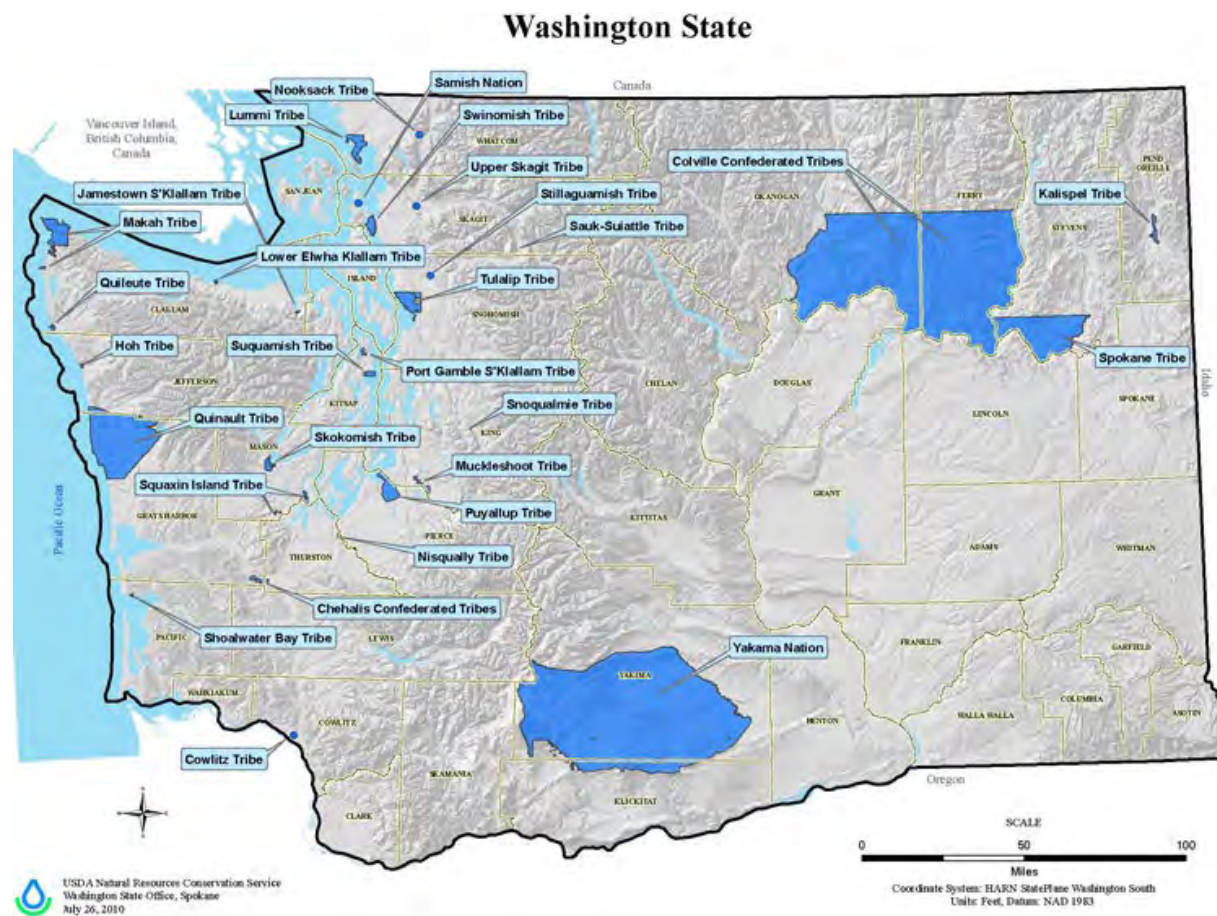 Washington State
Canada
Samish Nation
Nooksack Tribe
Lummi Tribe
Swinomish Tribe
Vancouver Island,
British Columbia,
Canada
WHATCOM
Upper Skagit Tribe
Colville Confederated Tribes
PEND
OREILLE
Jamestown S'Klallam Tribe
SAN JUAN
Stillaguamish Tribe
OKANOGAN
FERRY
Kalispel Tribe
Makah Tribe
SKAGIT
Sauk-Suiattle Tribe
STEVENS
Lower Elwha Klallam Tribe
ISLAND
Quileute Tribe
Tulalip Tribe
CLALLAM
SNOHOMISH
Hoh Tribe
Suquamish Tribe
Port Gamble S'Klallam Tribe
Spokane Tribe
JEFFERSON
CHELAN
DOUGLAS
Idaho
KITSAP
Snoqualmie Tribe
LINCOLN
SPOKANE
Quinault Tribe
KING
MASON
Skokomish Tribe
Muckleshoot Tribe
Squaxin Island Tribe
GRANT
Puyallup Tribe
GRAYS HARBOR
KITTITAS
Pacific Ocean
PIERCE
Nisqually Tribe
THURSTON
ADAMS
WHITMAN
Chehalis Confederated Tribes
Shoalwater Bay Tribe
PACIFIC
LEWIS
Yakama Nation
FRANKLIN
GARFIELD
YAKIMA
WAHKIAKUM
COLUMBIA
COWLITZ
BENTON
WALLA WALLA
ASOTIN
Cowlitz Tribe
SKAMANIA
Oregon
KLICKITAT
CLARK
SCALE
0 50 100
Miles
Coordinate System: HARN StatePlane Washington South
Units: Feet, Datum: NAD 1983
USDA Natural Resources Conservation Service
Washington State Office, Spokane
July 26, 2010